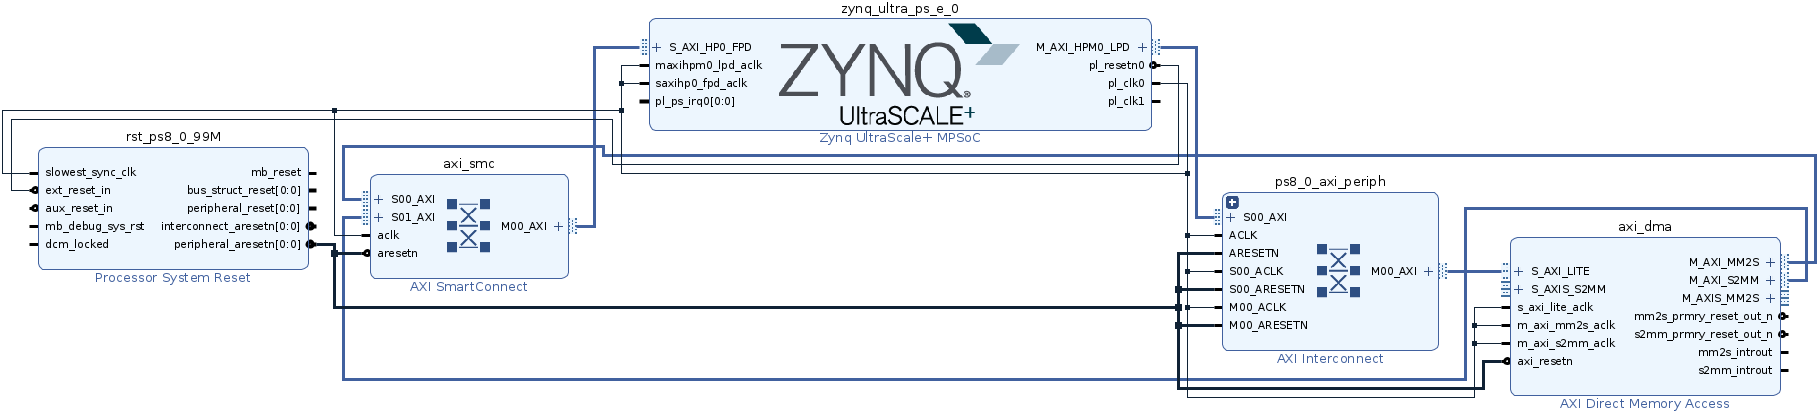 zynq_ultra_ps_e_0
S_AXI_HP0_FPD
maxihpm0_lpd_aclk
saxihp0_fpd_aclk
pl_ps_irq0[0:0]
ZYNQ®
UltraSCALE+
M_AXI_HPM0_LPD
pl_resetn0
pl_clk0
pl_clk1
Zynq UltraScale+ MPSoC
rst_ps8_0_99M
slowest_sync_clk
ext_reset_in
aux_reset_in
mb_debug_sys_rst
dcm_locked
mb_reset
bus_struct_reset[0:0]
peripheral_reset[0:0]
interconnect_aresetn[0:0]
peripheral_aresetn[0:0]
Processor System Reset
axi_smc
S00_AXI
S01_AXI
aclk
aresetn
M00_AXI
AXI SmartConnect
ps8_0_axi_periph
S00_AXI
ACLK
ARESETN
S00_ACLK
S00_ARESETN
M00_ACLK
M00_ARESETN
M00_AXI
AXI Interconnect
axi_dma
S_AXI_LITE
S_AXIS_S2MM
s_axi_lite_aclk
m_axi_mm2s_aclk
m_axi_s2mm_aclk
axi_resetn
M_AXI_MM2S
M_AXI_S2MM
M_AXIS_MM2S
mm2s_prmry_reset_out_n
s2mm_prmry_reset_out_n
mm2s_introut
s2mm_introut
AXI Direct Memory Access